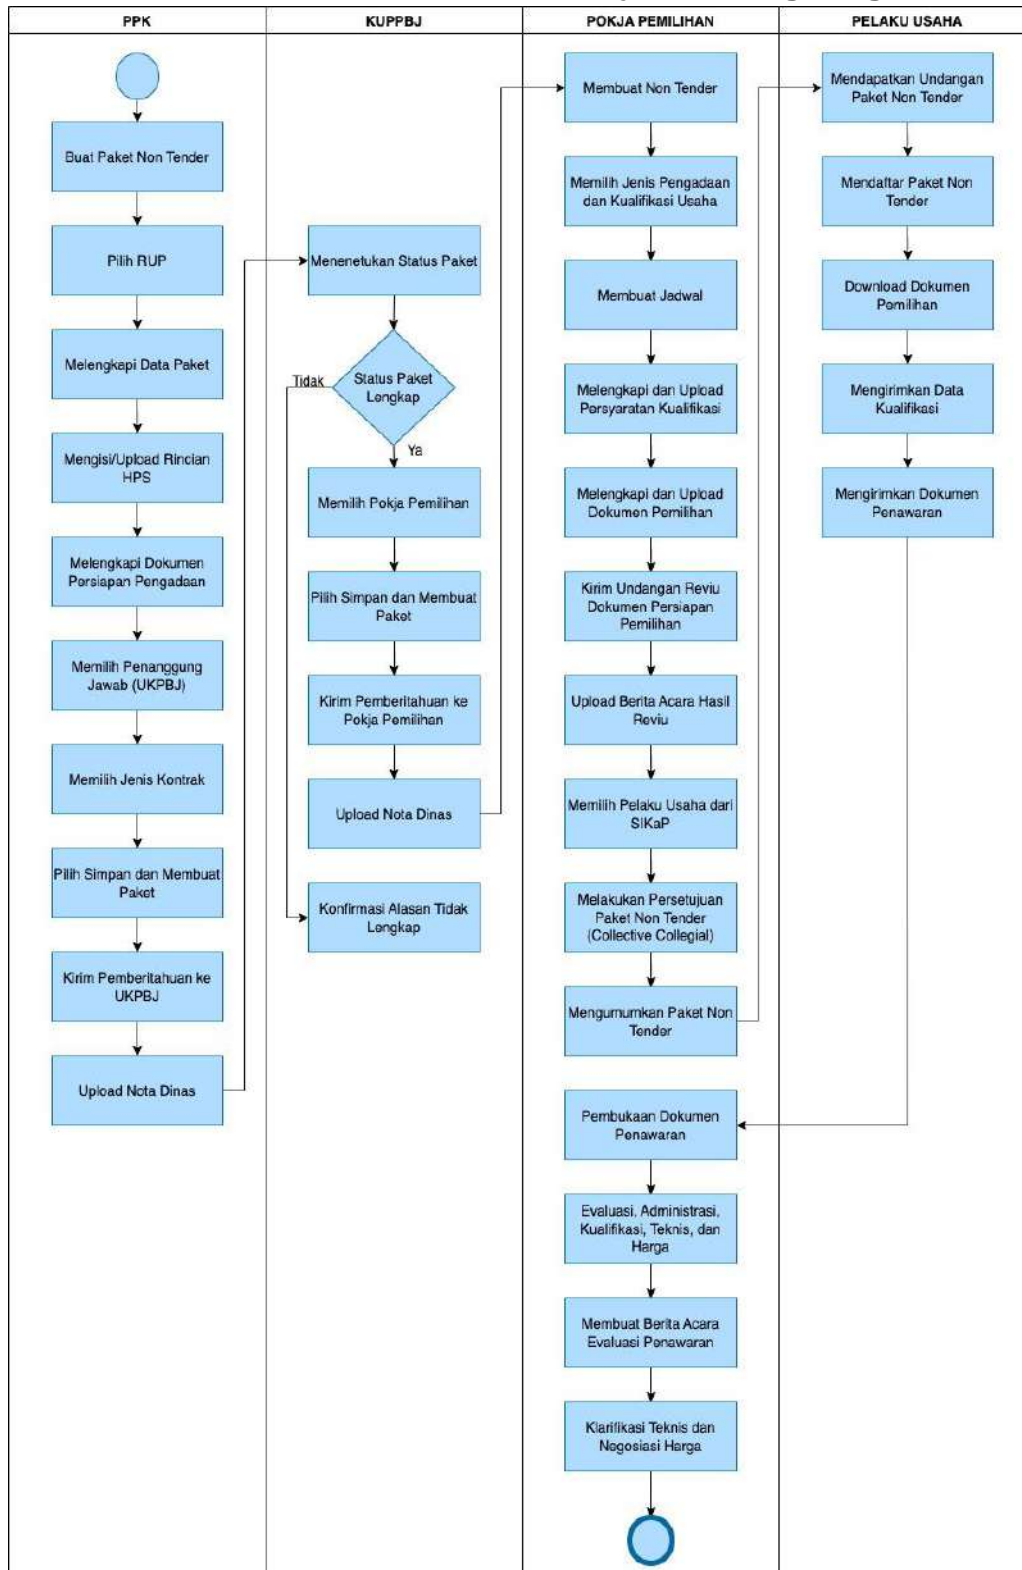 PPK
KUPPBJ
POKJA PEMILIHAN
PELAKU USAHA
Buat Paket Non Tender
Pilih RUP
Melengkapi Data Paket
Mengisi/Upload Rincian
HPS
Melengkapi Dokumen
Persiapan Pengadaan
Memilih Penanggung
Jawab (UKPBJ)
Memilih Jenis Kontrak
Pilih Simpan dan Membuat
Paket
Kirim Pemberitahuan ke
UKPBJ
Upload Nota Dinas
Menenetukan Status Paket
Status Paket
Lengkap
Tidak
Ya
Memilih Pokja Pemilihan
Pilih Simpan dan Membuat
Paket
Kirim Pemberitahuan ke
Pokja Pemilihan
Upload Nota Dinas
Konfirmasi Alasan Tidak
Lengkap
Membuat Non Tender
Memilih Jenis Pengadaan
dan Kualifikasi Usaha
Membuat Jadwal
Melengkapi dan Upload
Persyaratan Kualifikasi
Melengkapi dan Upload
Dokumen Pemilihan
Kirim Undangan Reviu
Dokumen Persiapan
Pemilihan
Upload Berita Acara Hasil
Reviu
Memilih Pelaku Usaha dari
SIKaP
Melakukan Persetujuan
Paket Non Tender
(Collective Collegial)
Mengumumkan Paket Non
Tender
Mendapatkan Undangan
Paket Non Tender
Mendaftar Paket Non
Tender
Download Dokumen
Pemilihan
Mengirimkan Data
Kualifikasi
Mengirimkan Dokumen
Penawaran
Pembukaan Dokumen
Penawaran
Evaluasi, Administrasi,
Kualifikasi, Teknis, dan
Harga
Membuat Berita Acara
Evaluasi Penawaran
Klarifikasi Teknis dan
Negosiasi Harga